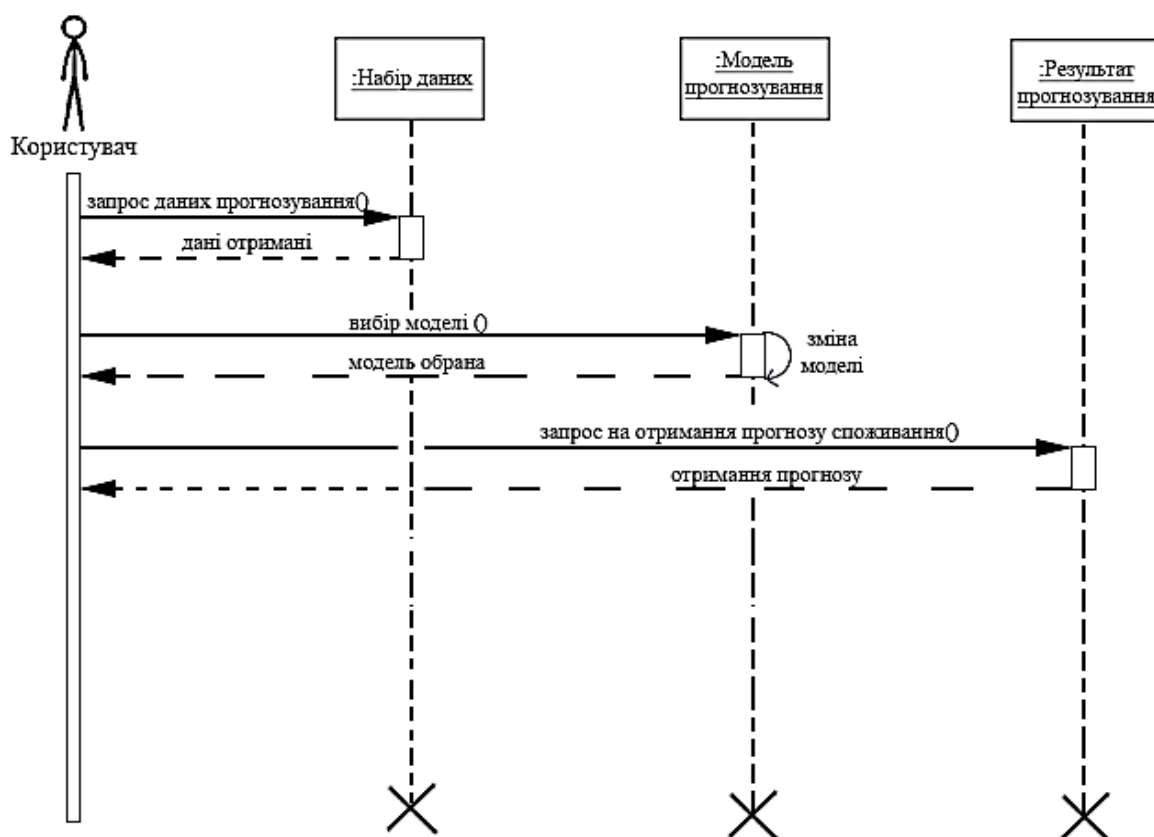 :Набір даних
:Модель
прогнозування
:Результат
прогнозування
Користувач
запрос даних прогнозування()
дані отримані
вибір моделі ()
зміна
моделі
модель обрана
запрос на отримання прогнозу споживання()
отримання прогнозу